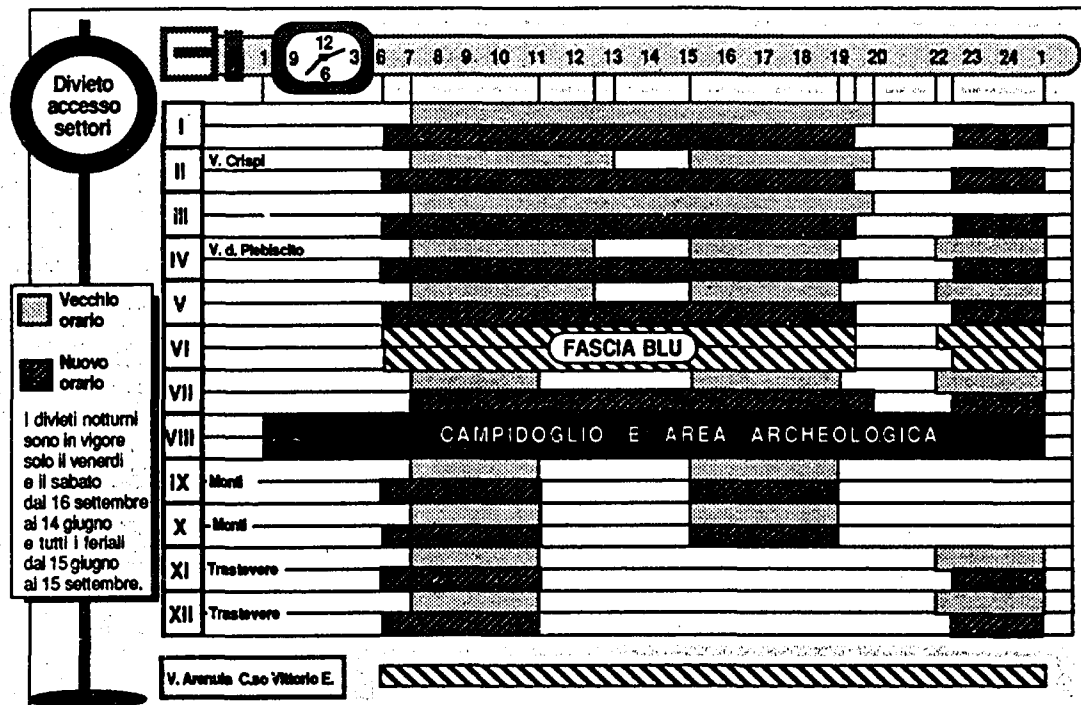 Divieto
accesso
settori
1 6 7 8 9 10 11 12 13 14 15 16 17 18 19 20 22 23 24 1
12
9 3
6
I
II V. Crispi
III
IV V. d. Plebiscito
V
VI FASCIA BLU
VII
VIII CAMPIDOGLIO E AREA ARCHEOLOGICA
IX Monti
X Monti
XI Trastevere
XII Trastevere
V. Arenula C.so Vittorio E.
Vecchio
orario
Nuovo
orario
I divieti notturni
sono in vigore
solo il venerdi
e il sabato
dal 16 settembre
al 14 giugno
e tutti i feriali
dal 15 giugno
al 15 settembre.